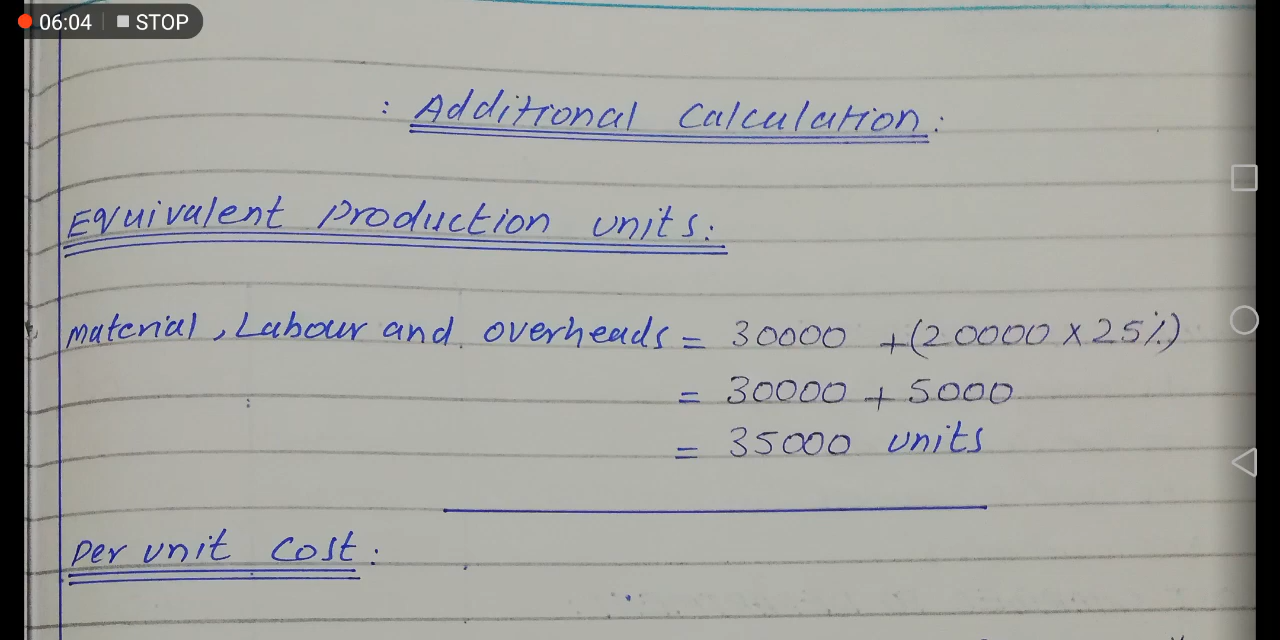 06:04 STOP
: Additional Calculation:
Equivalent Production units:
material, Labour and overheads = 30000 + (20000 x 25%)
= 30000 + 5000
= 35000 units
per unit cost: